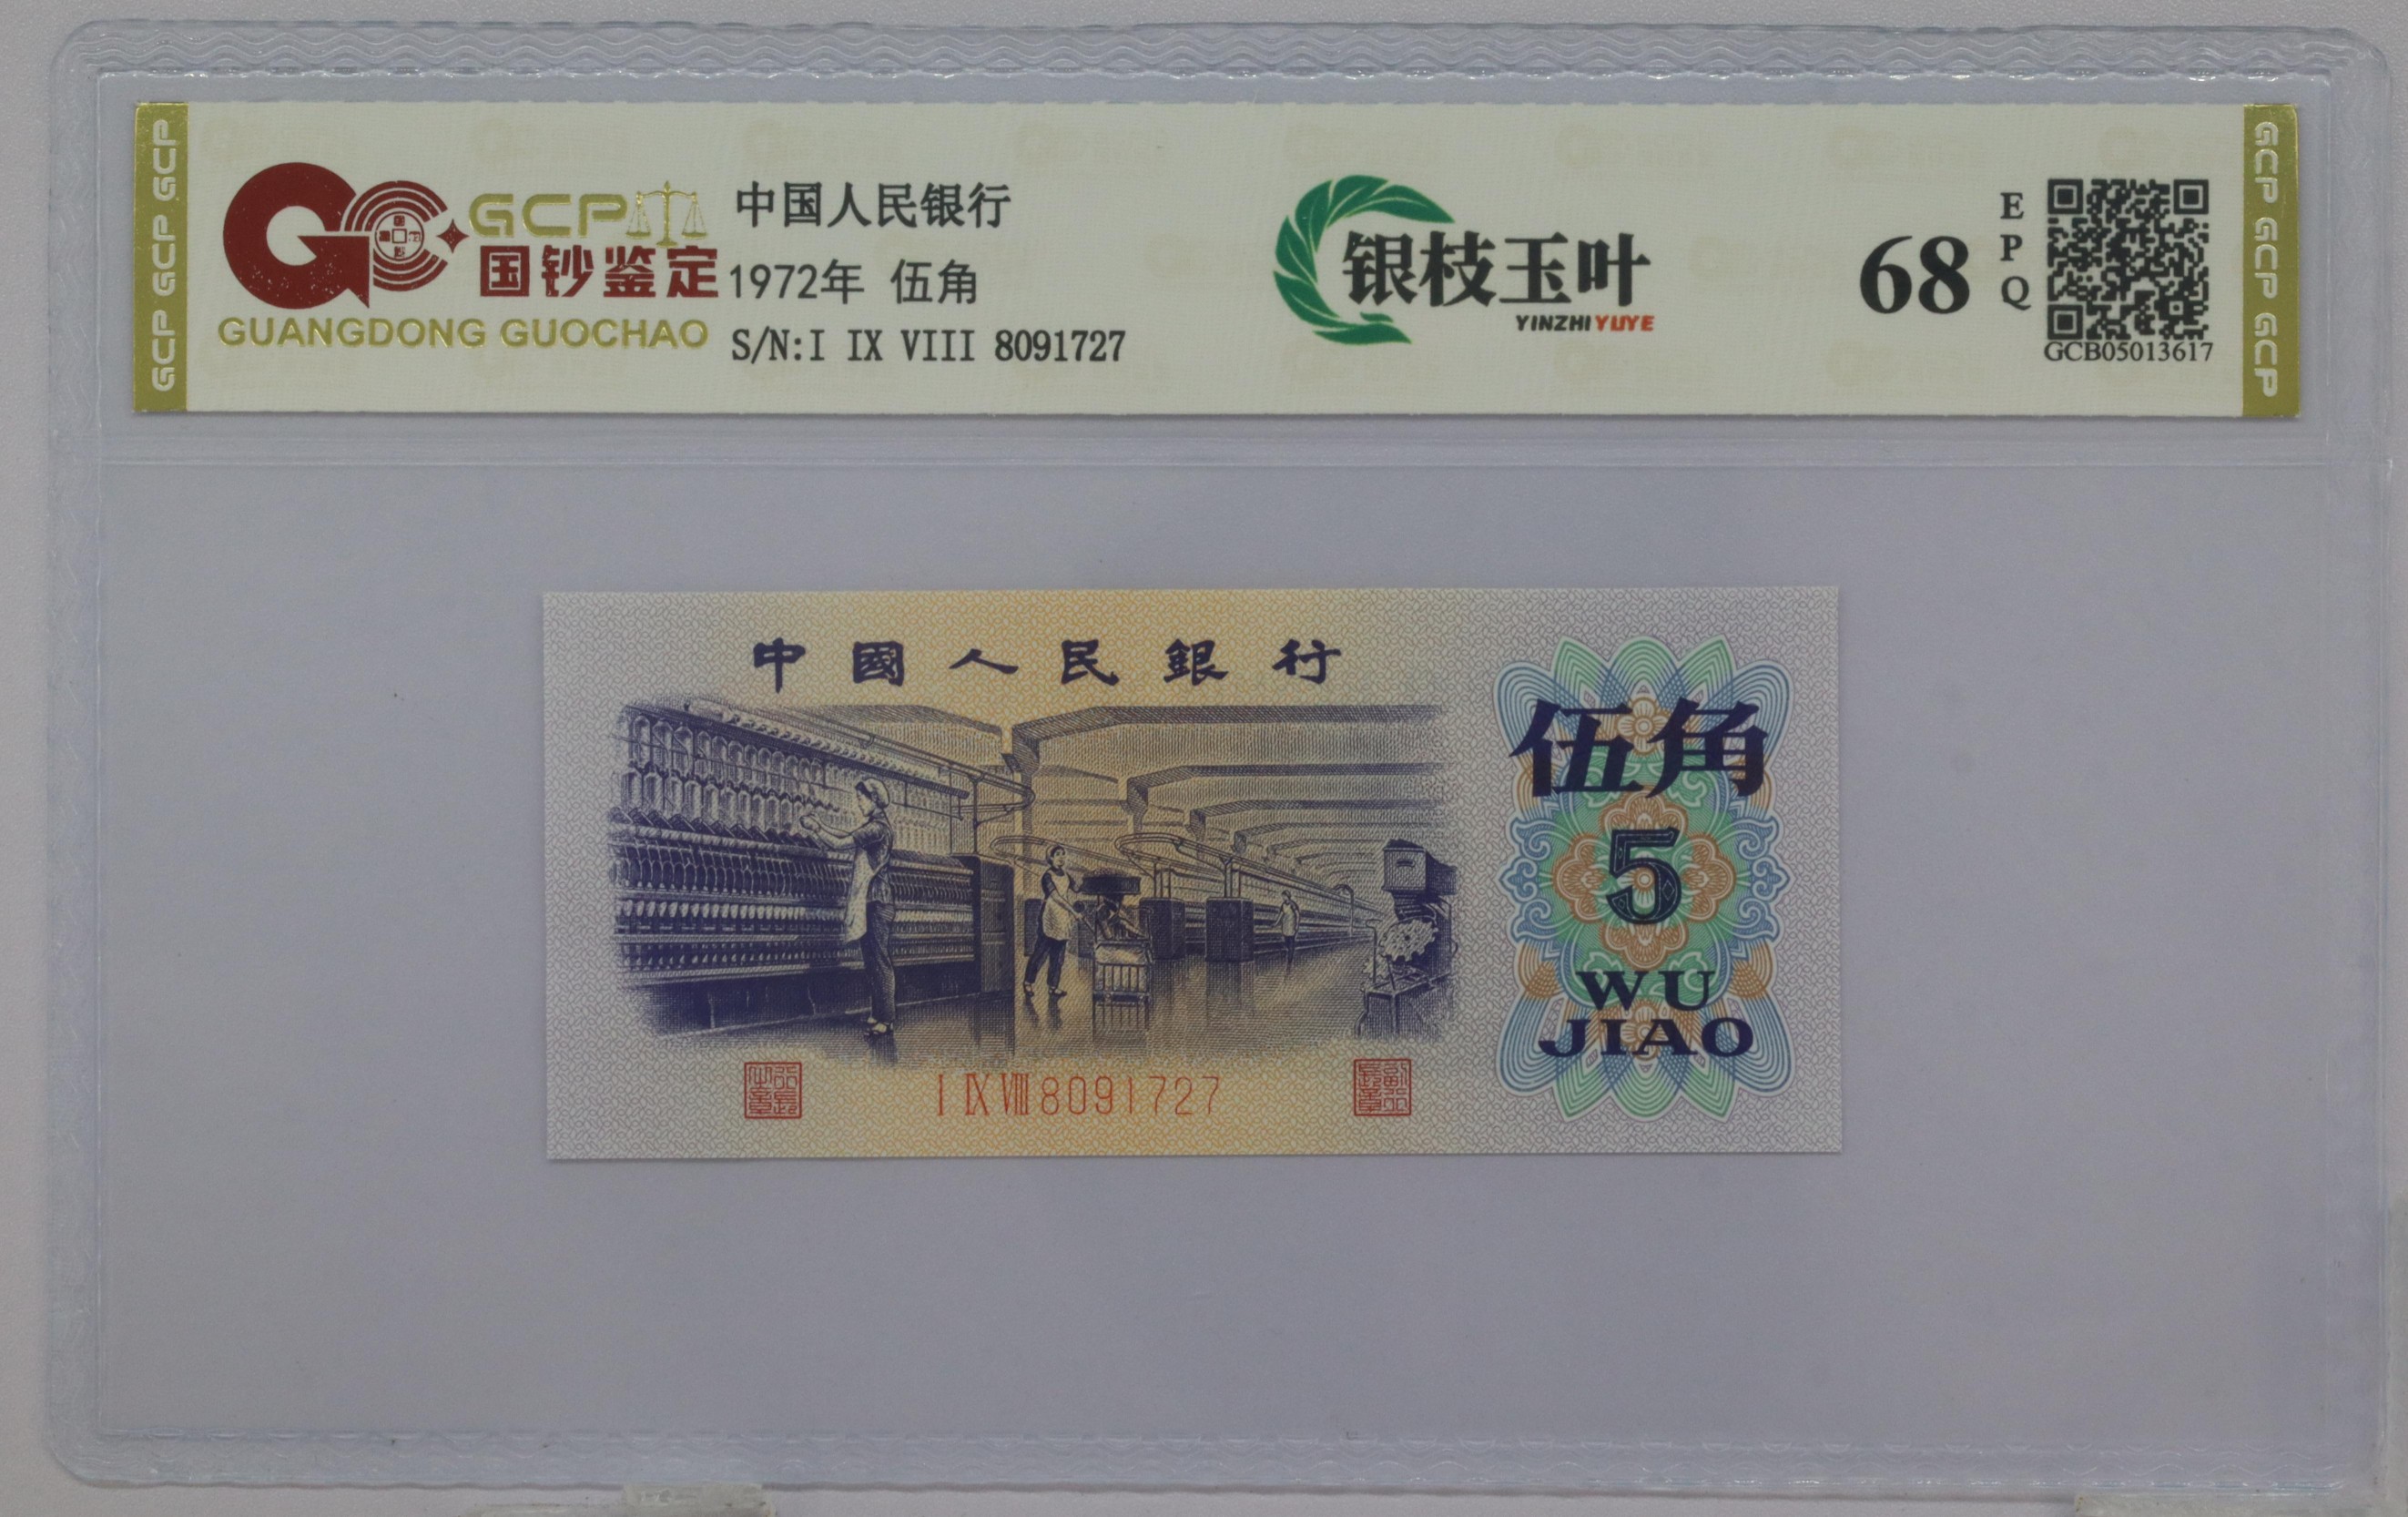 GCP GCP GCP
GCP
国钞鉴定
GUANGDONG GUOCHAO
中国人民银行
1972年 伍角
S/N:I IX VIII 8091727
银枝玉叶
YINZHI YUYE
68
EPQ
GCB05013617
GCP GCP GCP
中國人民銀行
伍角
5
WU
JIAO
I IX VIII 8091727